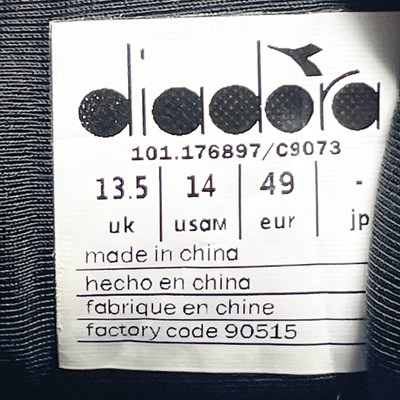 diadora
101.176897/C9073
13.5 14 49 -
uk usaM eur jp
made in china
hecho en china
fabrique en chine
factory code 90515